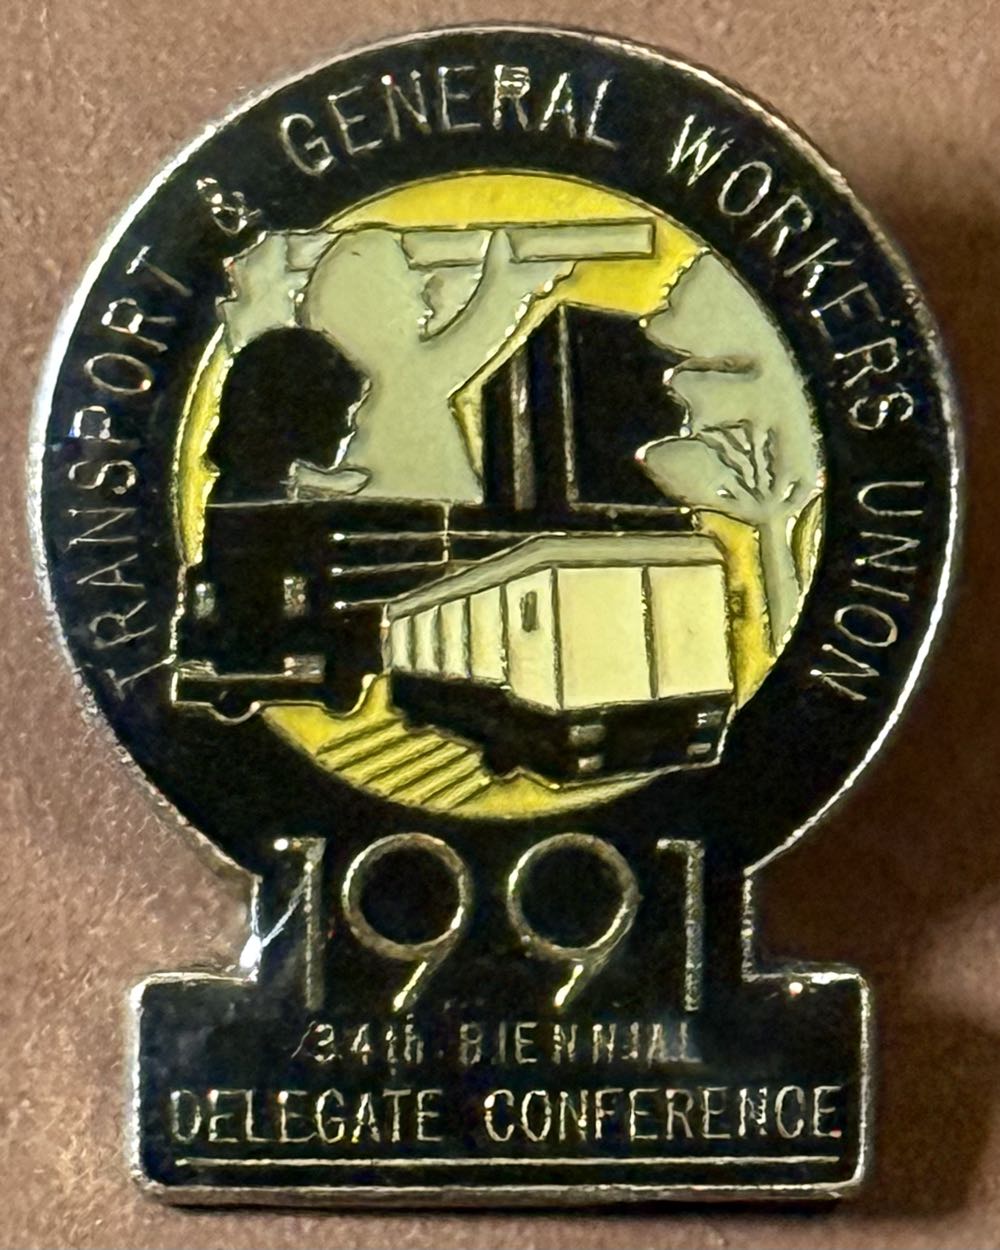 TRANSPORT & GENERAL WORKERS UNION
1991
34th BIENNIAL
DELEGATE CONFERENCE